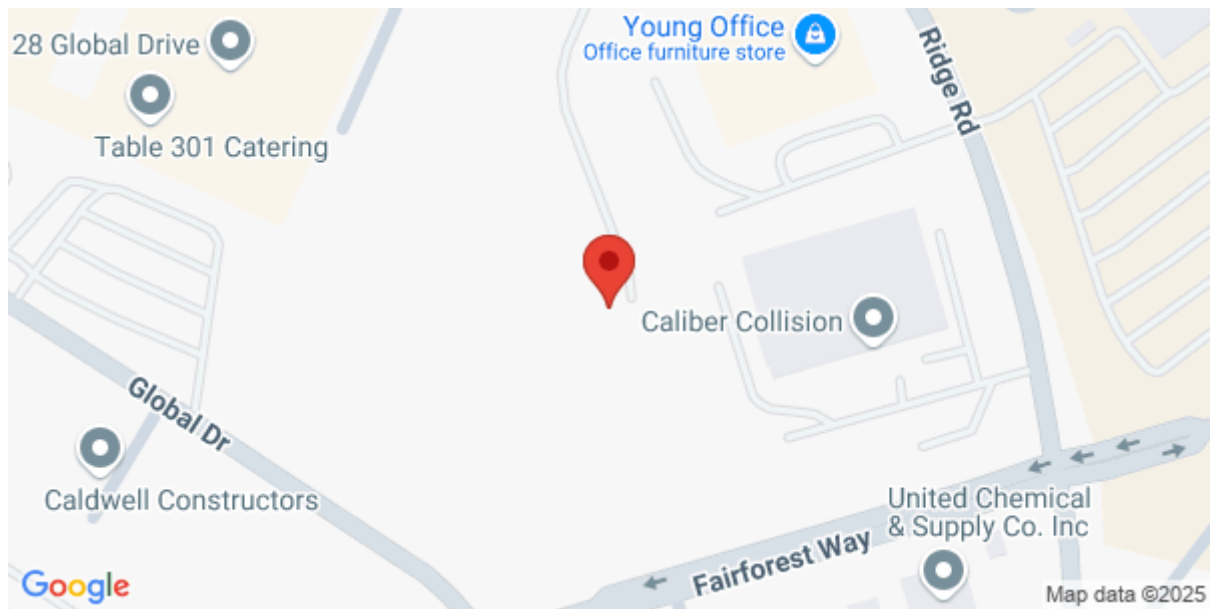 Young Office
Office furniture store
28 Global Drive
Ridge Rd
Table 301 Catering
Caliber Collision
Global Dr
Caldwell Constructors
United Chemical
& Supply Co. Inc
Fairforest Way
Google
Map data ©2025